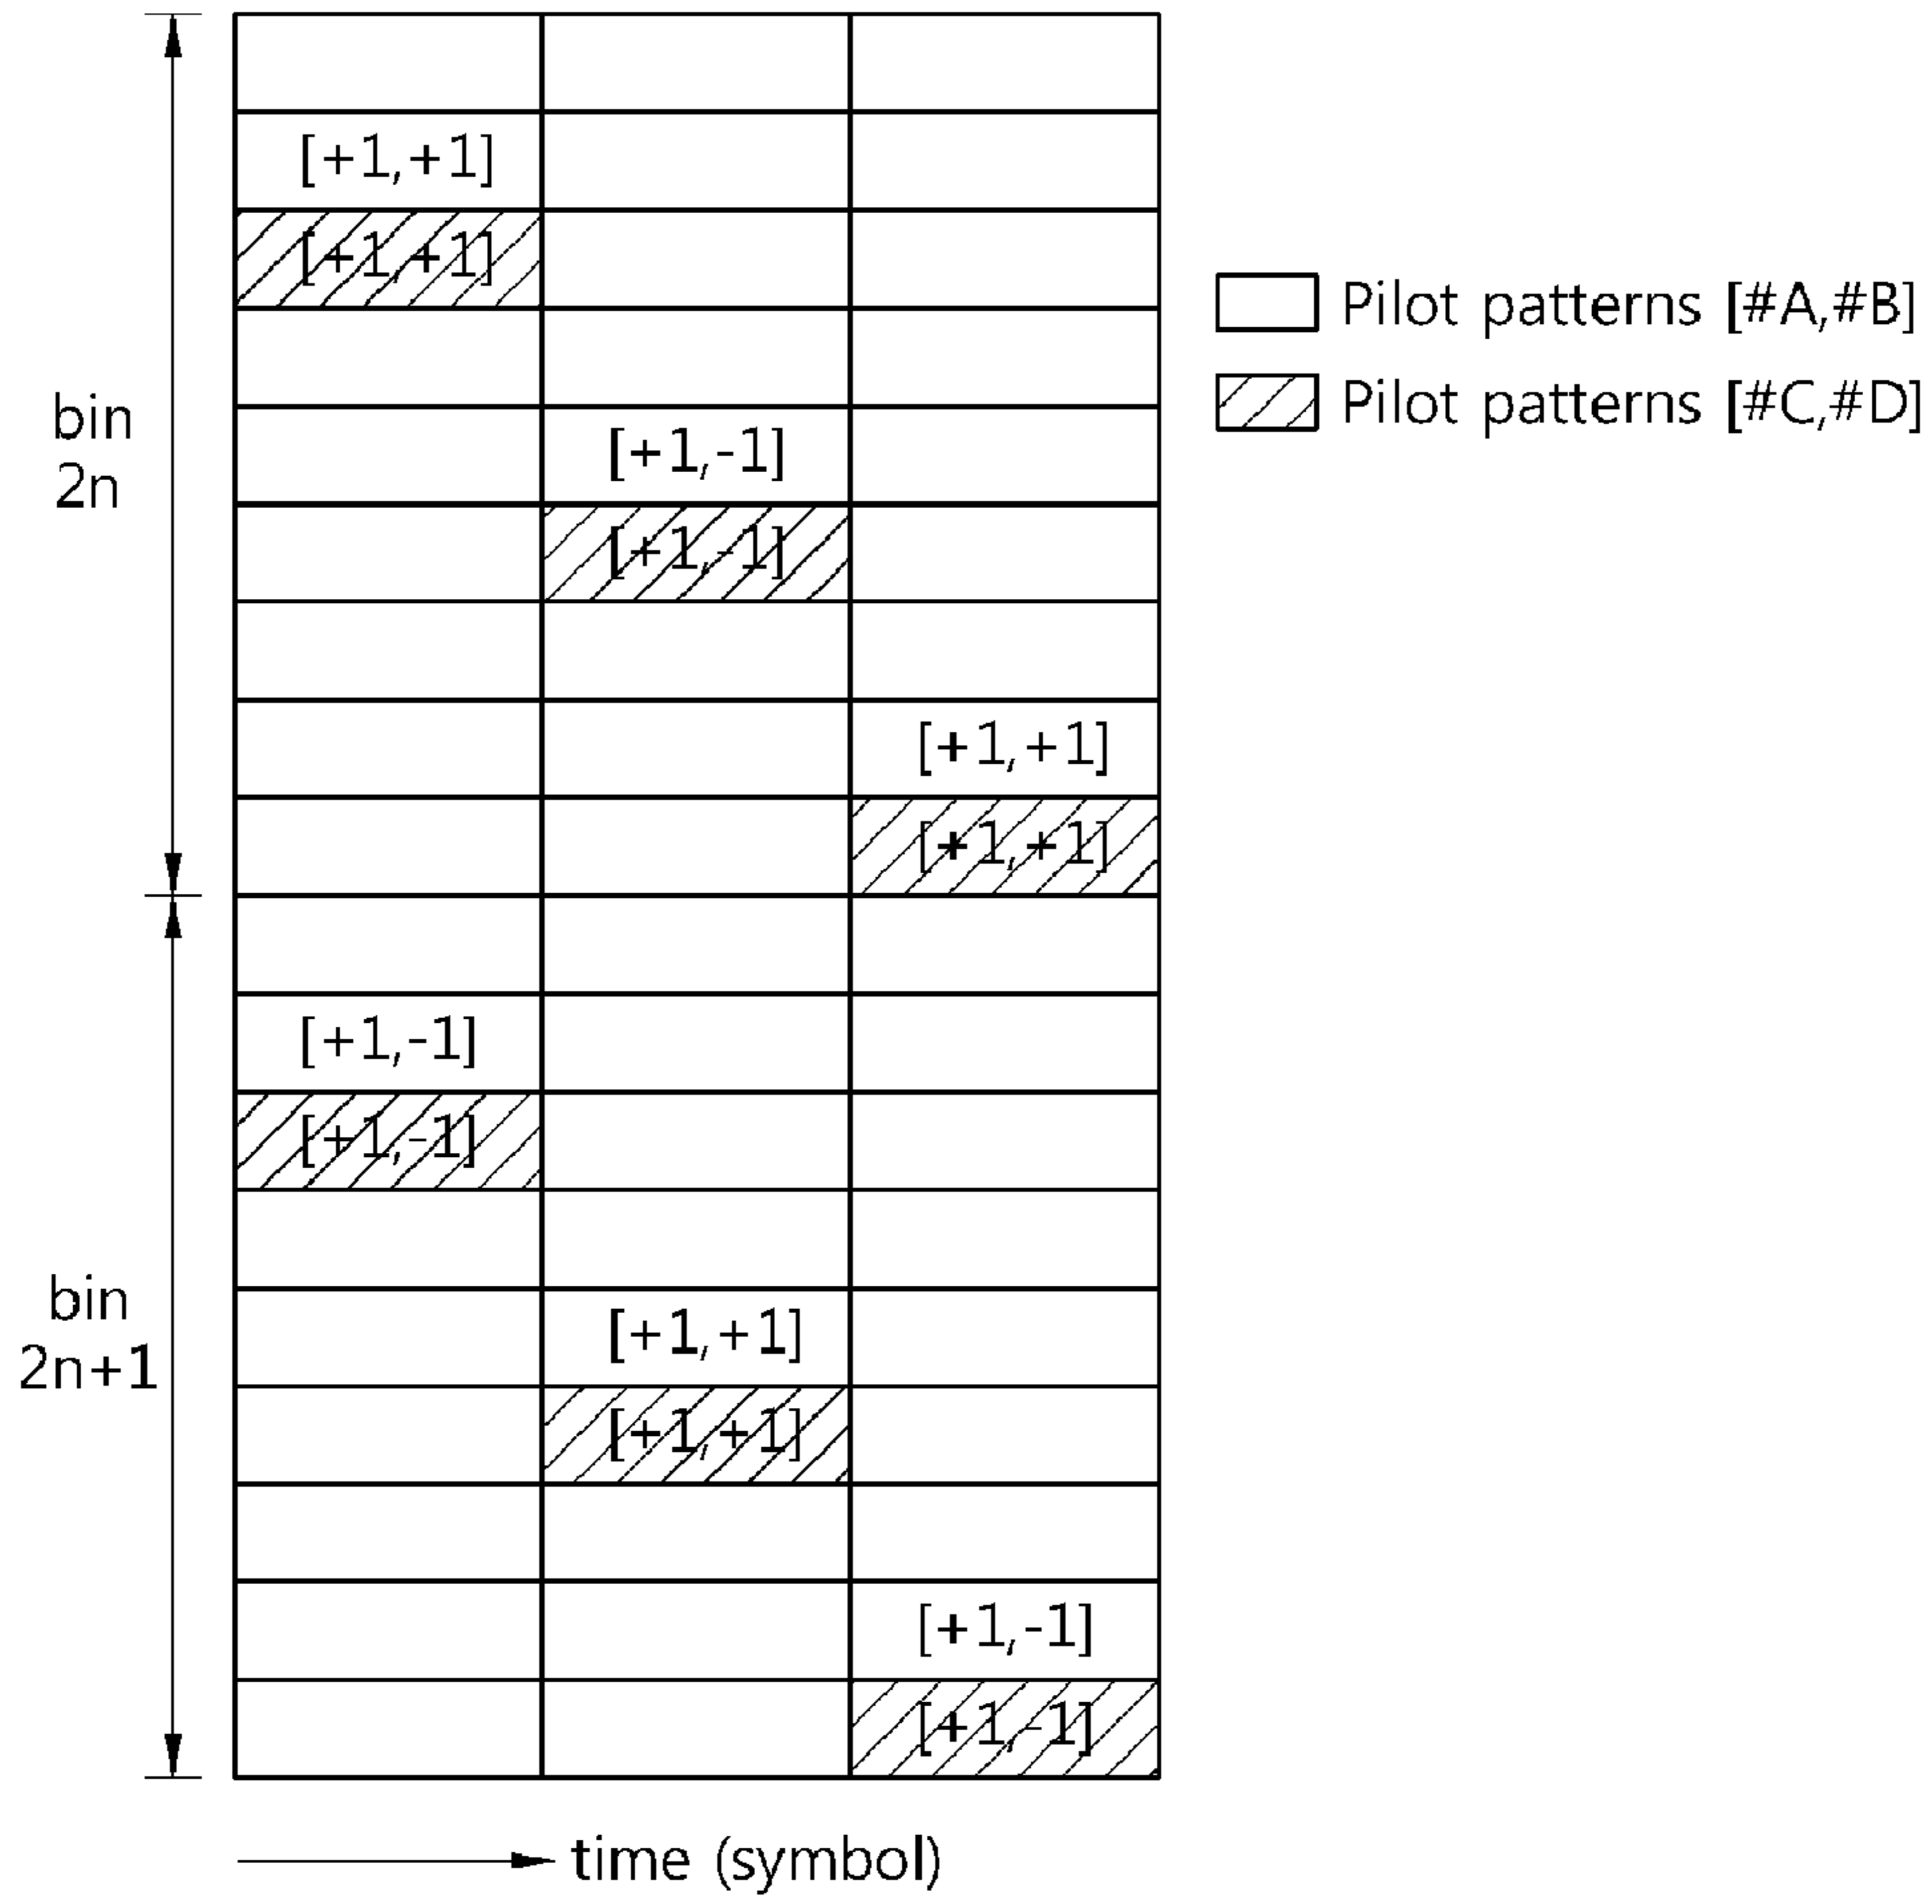 [+1,+1]
[+1,+1]
Pilot patterns [#A,#B]
Pilot patterns [#C,#D]
bin
2n
[+1,-1]
[+1,-1]
[+1,+1]
[+1,+1]
[+1,-1]
[+1,-1]
bin
2n+1
[+1,+1]
[+1,+1]
[+1,-1]
[+1,-1]
time (symbol)